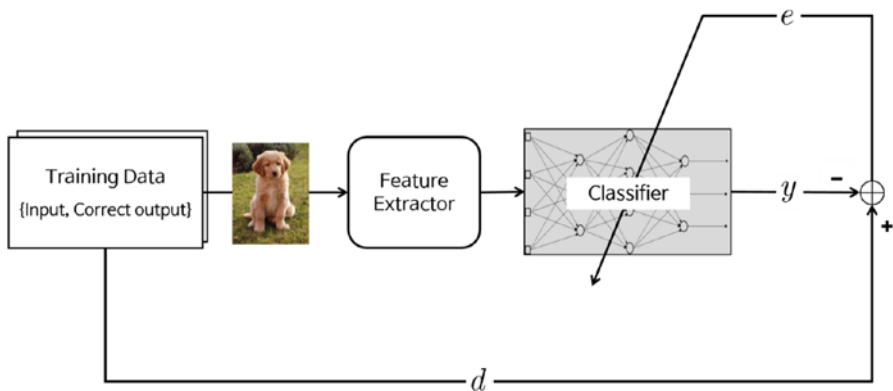 e
Training Data
{Input, Correct output}
Feature
Extractor
Classifier
y
-
+
d